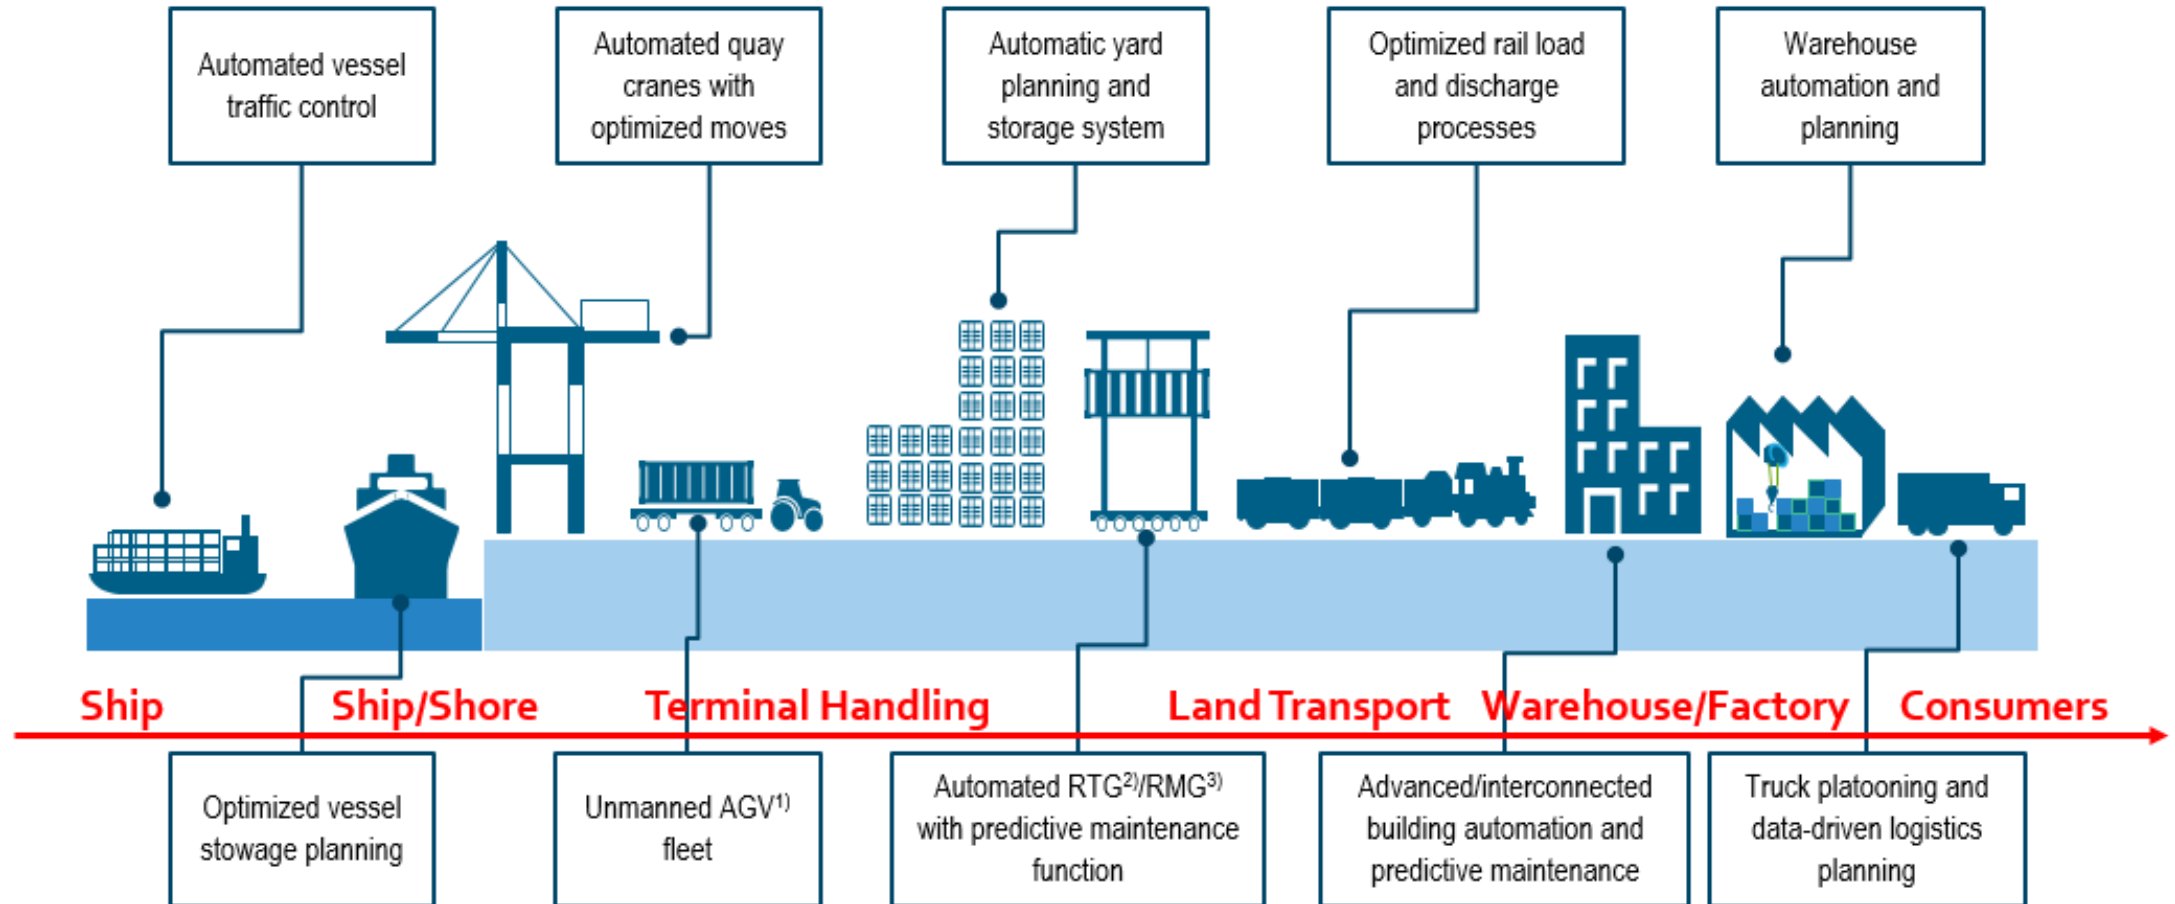 Automated vessel
traffic control
Automated quay
cranes with
optimized moves
Automatic yard
planning and
storage system
Optimized rail load
and discharge
processes
Warehouse
automation and
planning
Ship
Ship/Shore
Terminal Handling
Land Transport
Warehouse/Factory
Consumers
Optimized vessel
stowage planning
Unmanned AGV¹⁾
fleet
Automated RTG²⁾/RMG³⁾
with predictive maintenance
function
Advanced/interconnected
building automation and
predictive maintenance
Truck platooning and
data-driven logistics
planning